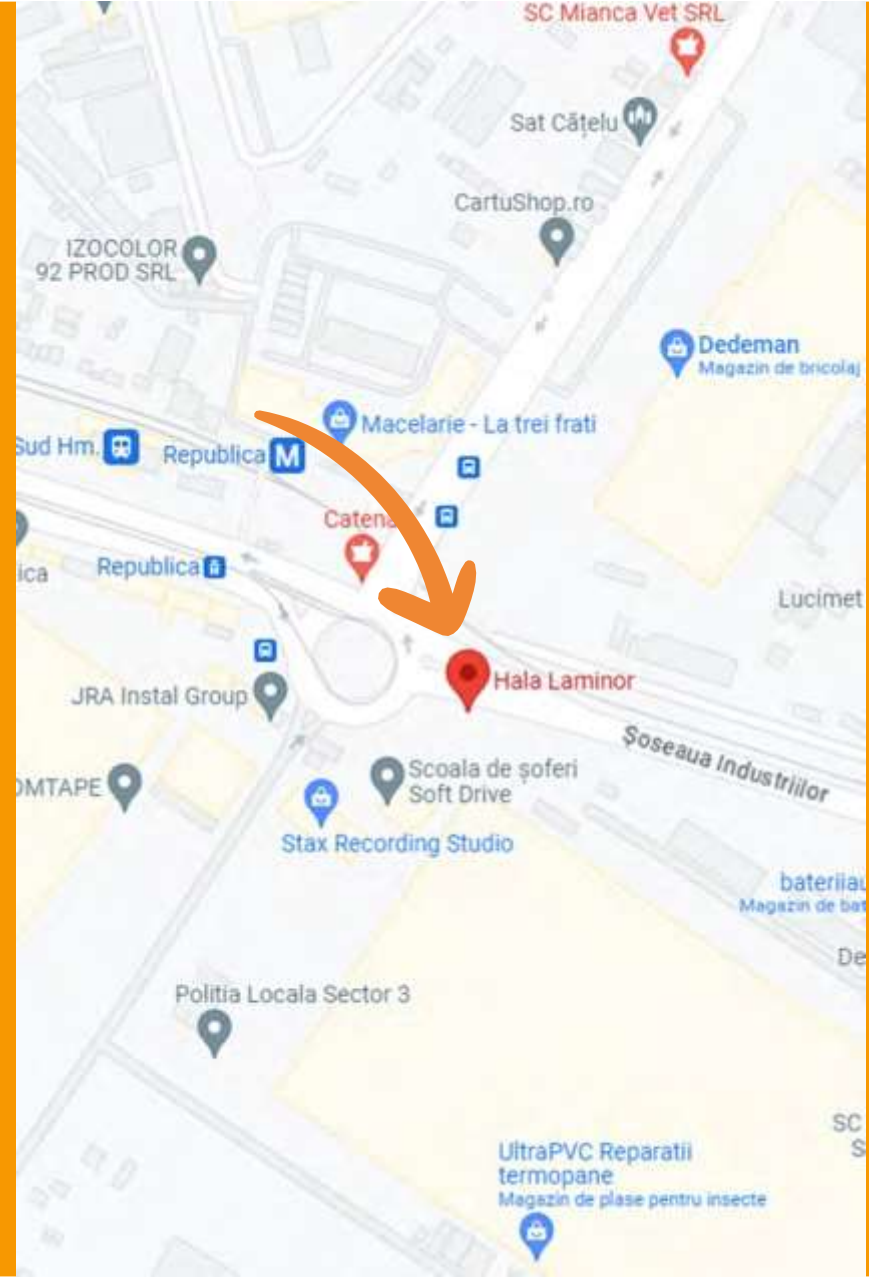 SC Mianca Vet SRL
Sat Cățelu
CartuShop.ro
IZOCOLOR
92 PROD SRL
Dedeman
Magazin de bricolaj
Macelarie - La trei frati
Sud Hm.
Republica M
Catena
Republica
ica
Lucimet
Hala Laminor
JRA Instal Group
Șoseaua Industriilor
Scoala de șoferi
Soft Drive
OMTAPE
Stax Recording Studio
bateriiau
Magazin de bat
De
Politia Locala Sector 3
SC
S
UltraPVC Reparatii
termopane
Magazin de plase pentru insecte